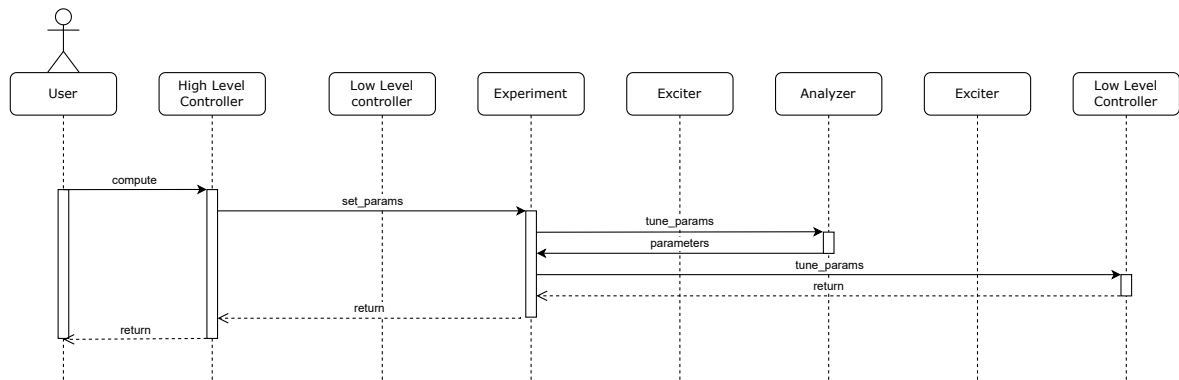 User
High Level
Controller
Low Level
controller
Experiment
Exciter
Analyzer
Exciter
Low Level
Controller
compute
set_params
tune_params
parameters
tune_params
return
return
return